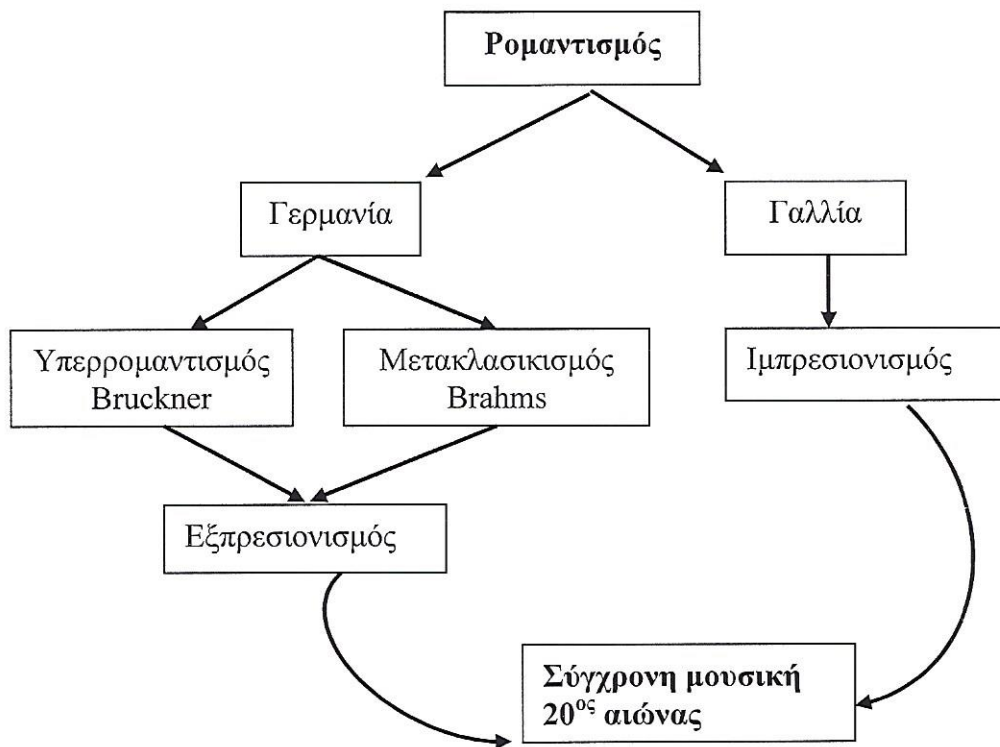 Ρομαντισμός
Γερμανία
Γαλλία
Υπερρομαντισμός
Bruckner
Μετακλασικισμός
Brahms
Ιμπρεσιονισμός
Εξπρεσιονισμός
Σύγχρονη μουσική
20ος αιώνας